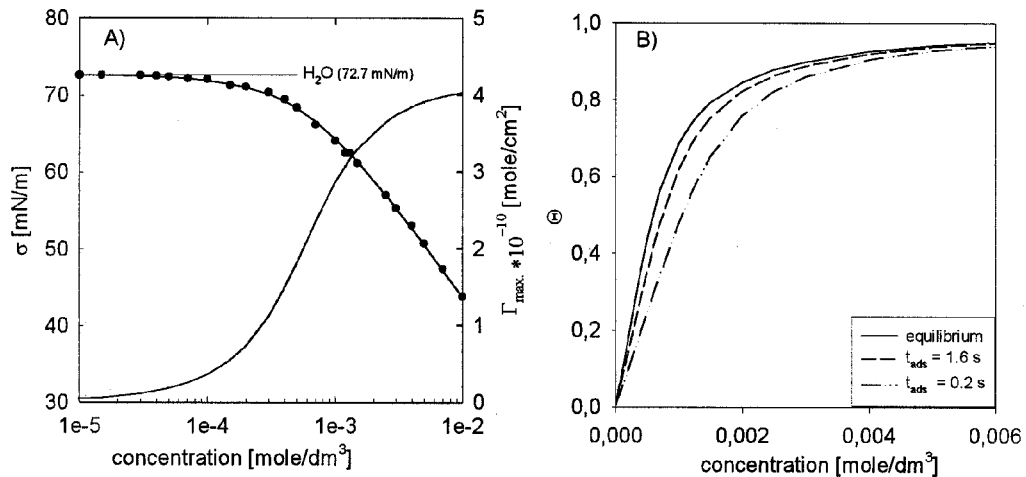 A)
80
70
60
50
40
30
σ [mN/m]
H₂O (72.7 mN/m)
5
4
3
2
1
0
Γmax. *10⁻¹⁰ [mole/cm²]
1e-5 1e-4 1e-3 1e-2
concentration [mole/dm³]
B)
1,0
0,8
0,6
0,4
0,2
0,0
Θ
equilibrium
tads = 1.6 s
tads = 0.2 s
0,000 0,002 0,004 0,006
concentration [mole/dm³]